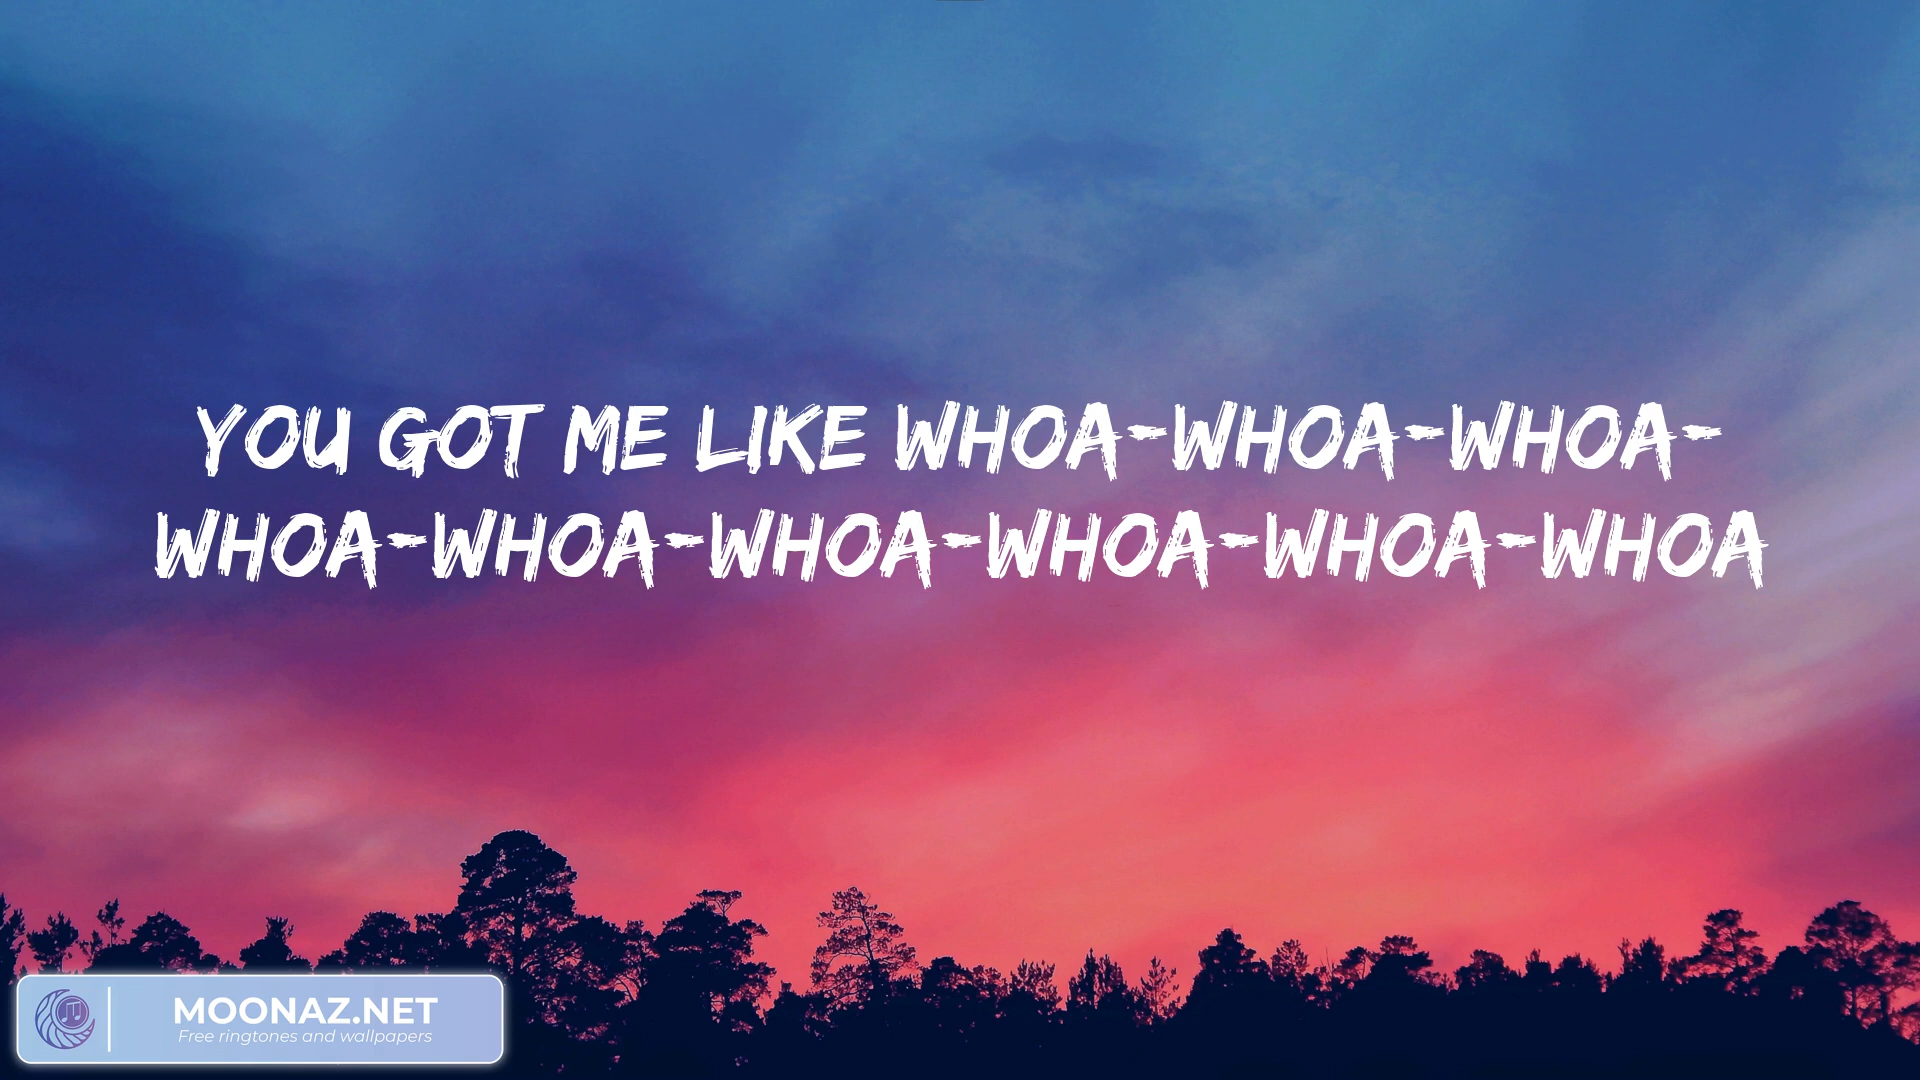 YOU GOT ME LIKE WHOA-WHOA-WHOA-
WHOA-WHOA-WHOA-WHOA-WHOA-WHOA
MOONAZ.NET
Free ringtones and wallpapers